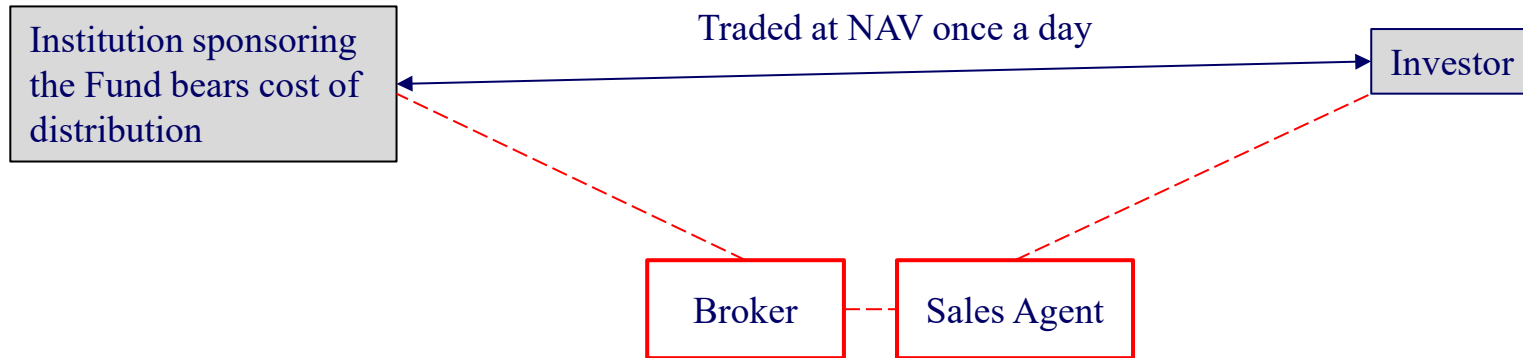 Institution sponsoring
the Fund bears cost of
distribution
Traded at NAV once a day
Investor
Broker
Sales Agent